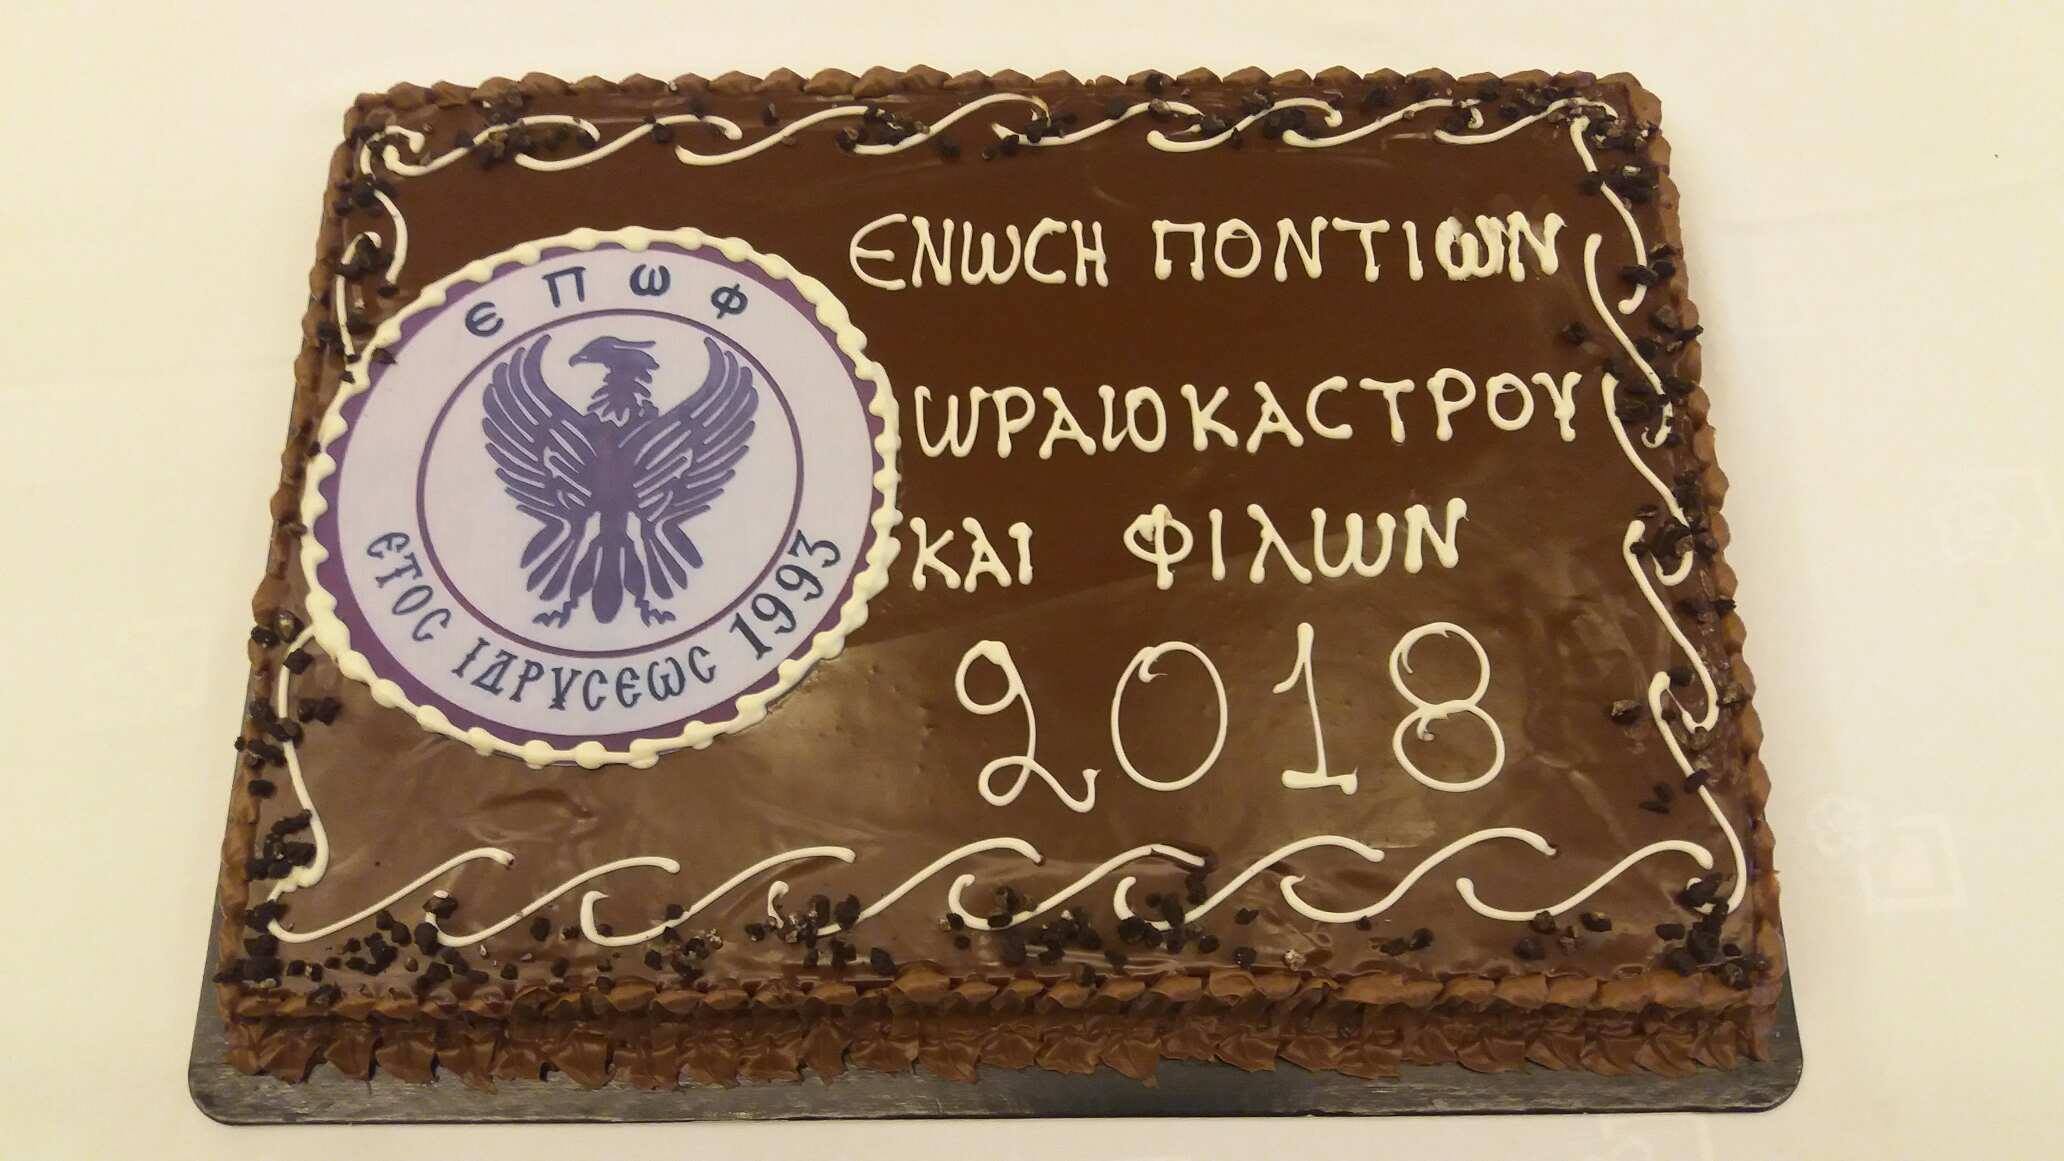 ΕΠΩΦ
ΕΤΟΣ ΙΔΡΥΣΕΩΣ 1993
ΕΝΩΣΗ ΠΟΝΤΙΩΝ
ΩΡΑΙΟΚΑΣΤΡΟΥ
ΚΑΙ ΦΙΛΩΝ
2018